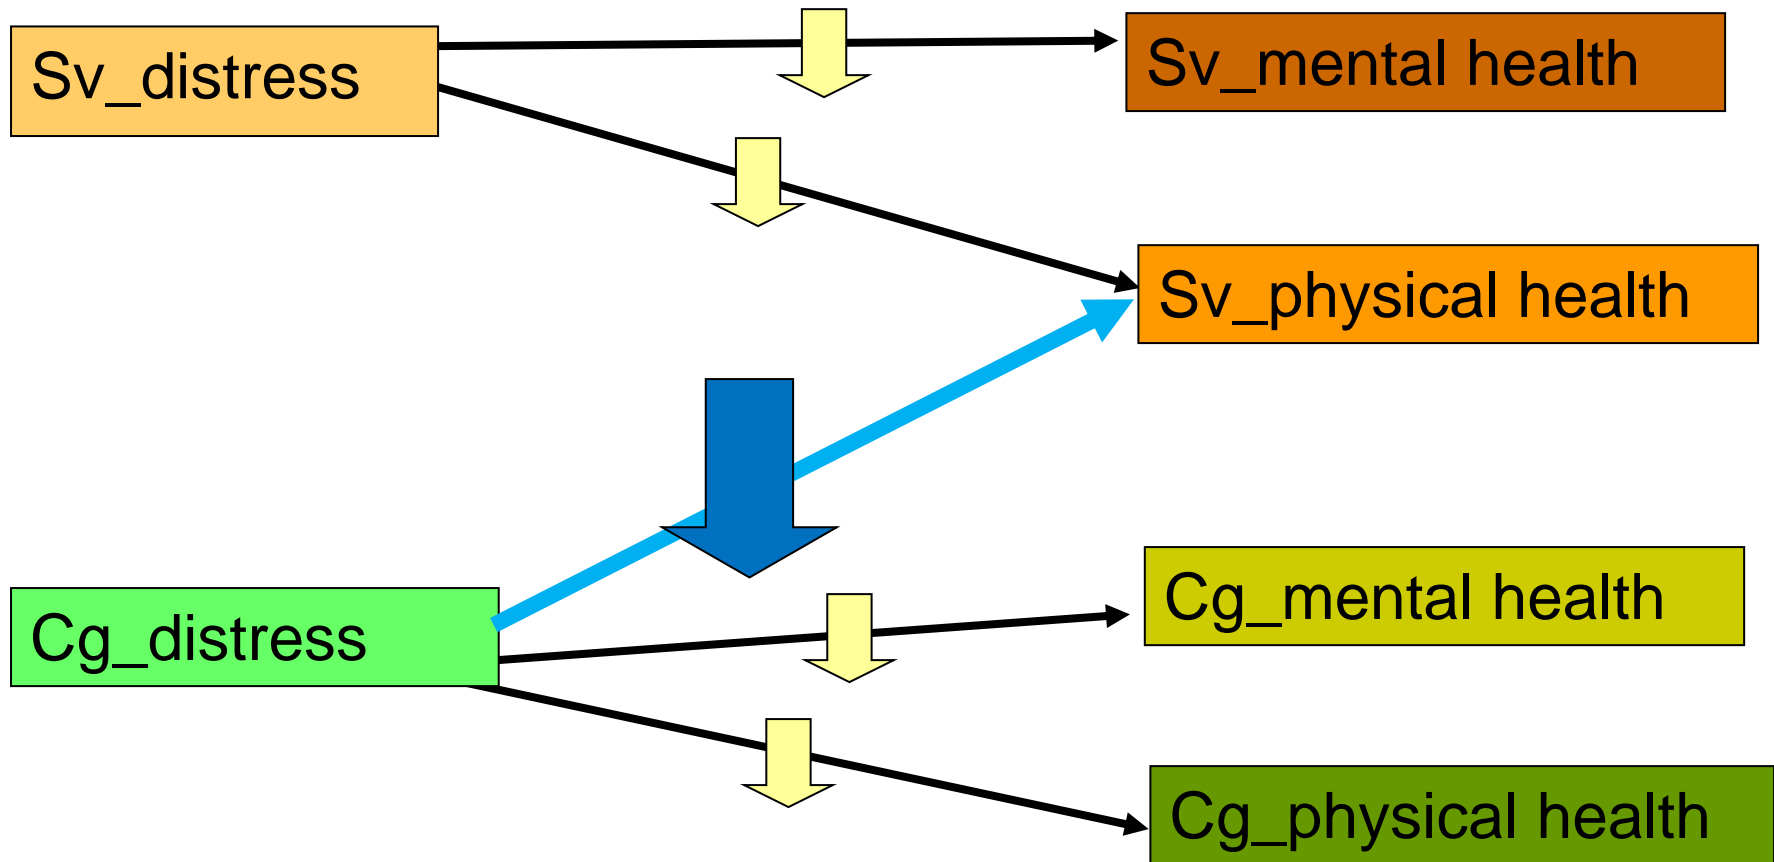 Sv_distress
Sv_mental health
Sv_physical health
Cg_distress
Cg_mental health
Cg_physical health